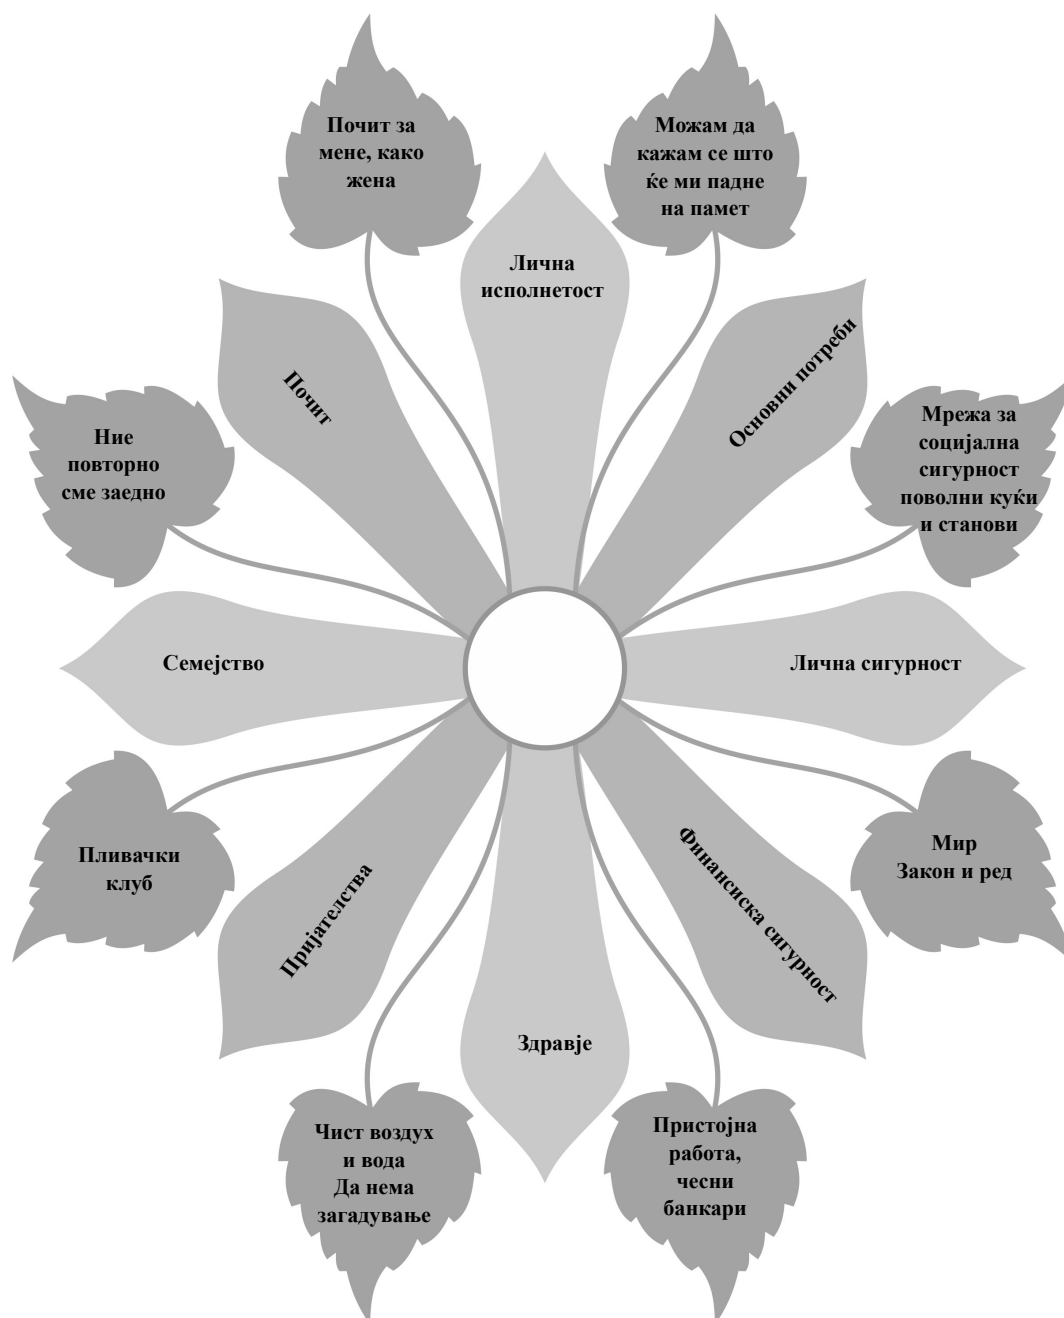 Почит за
мене, како
жена
Можам да
кажам се што
ќе ми падне
на памет
Лична
исполнетост
Почит
Основни потреби
Ние
повторно
сме заедно
Мрежа за
социјална
сигурност
поволни куќи
и станови
Семејство
Лична сигурност
Пливачки
клуб
Мир
Закон и ред
Пријателства
Финансиска сигурност
Здравје
Чист воздух
и вода
Да нема
загадување
Пристојна
работа,
чесни
банкари